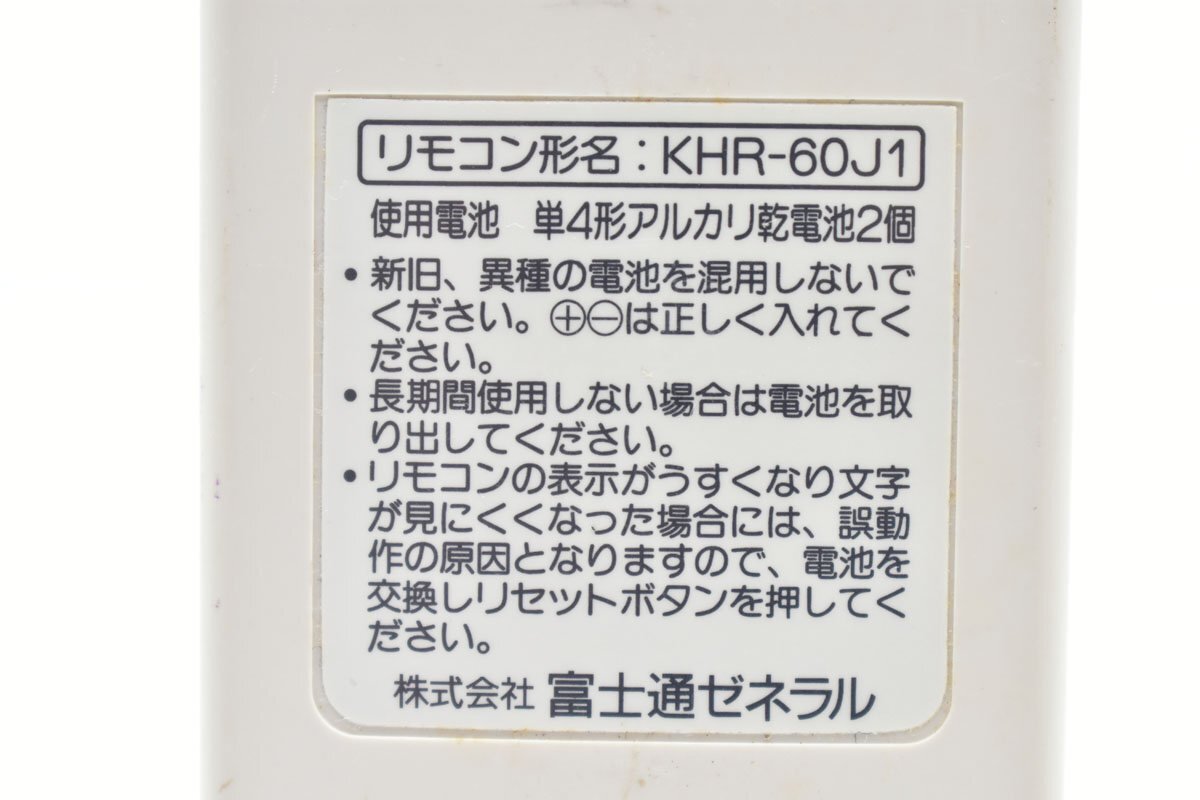 リモコン形名：KHR-60J1
使用電池　単4形アルカリ乾電池2個
• 新旧、異種の電池を混用しないで
ください。⊕⊖は正しく入れてく
ださい。
• 長期間使用しない場合は電池を取
り出してください。
• リモコンの表示がうすくなり文字
が見にくくなった場合には、誤動
作の原因となりますので、電池を
交換しリセットボタンを押してく
ださい。
株式会社 富士通ゼネラル